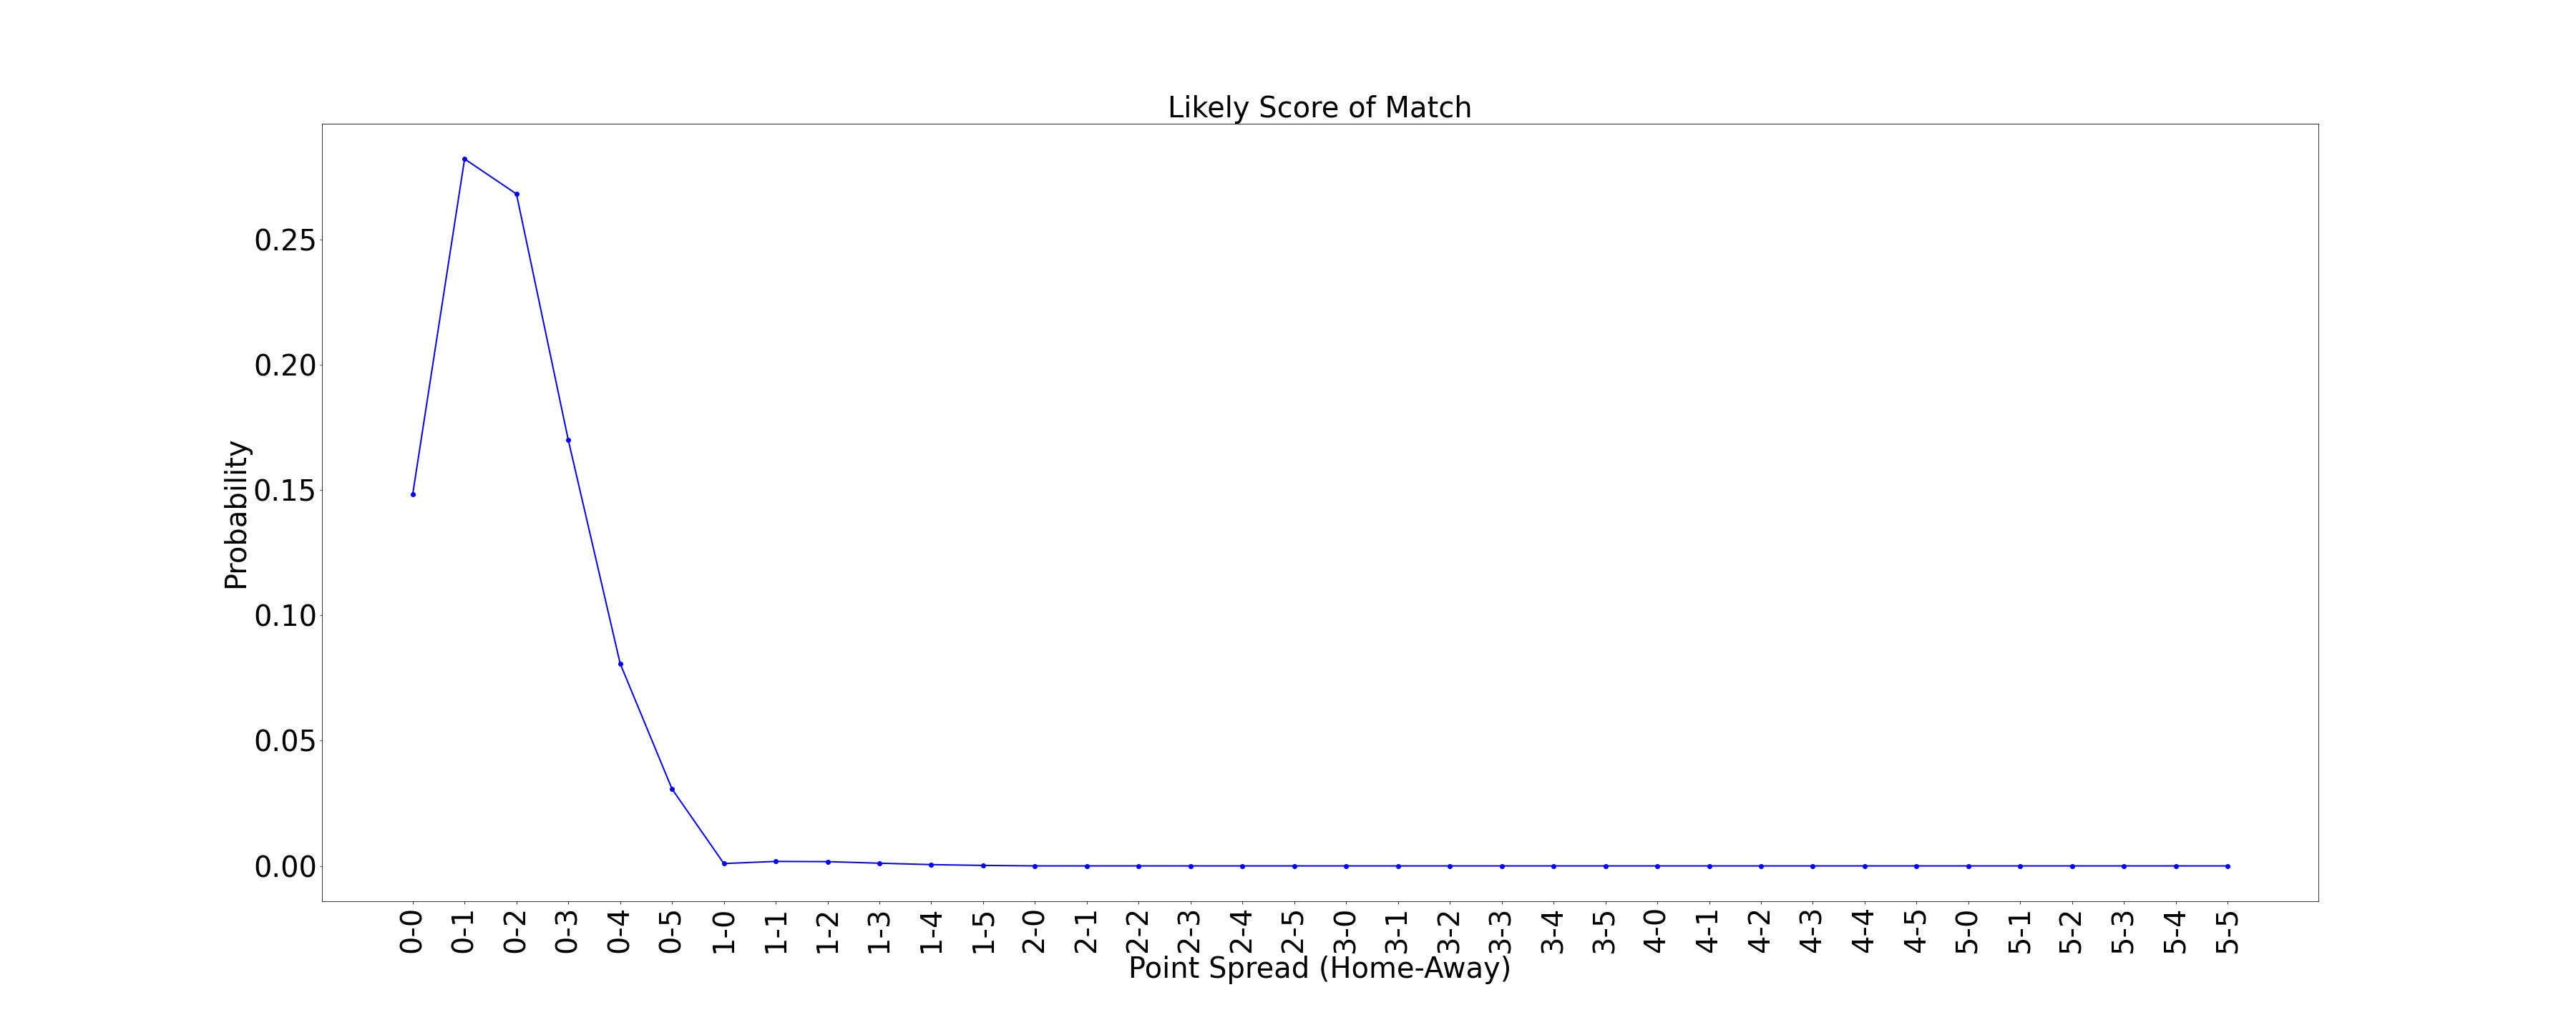 Likely Score of Match
Probability
0.25
0.20
0.15
0.10
0.05
0.00
0-0 0-1 0-2 0-3 0-4 0-5 1-0 1-1 1-2 1-3 1-4 1-5 2-0 2-1 2-2 2-3 2-4 2-5 3-0 3-1 3-2 3-3 3-4 3-5 4-0 4-1 4-2 4-3 4-4 4-5 5-0 5-1 5-2 5-3 5-4 5-5
Point Spread (Home-Away)